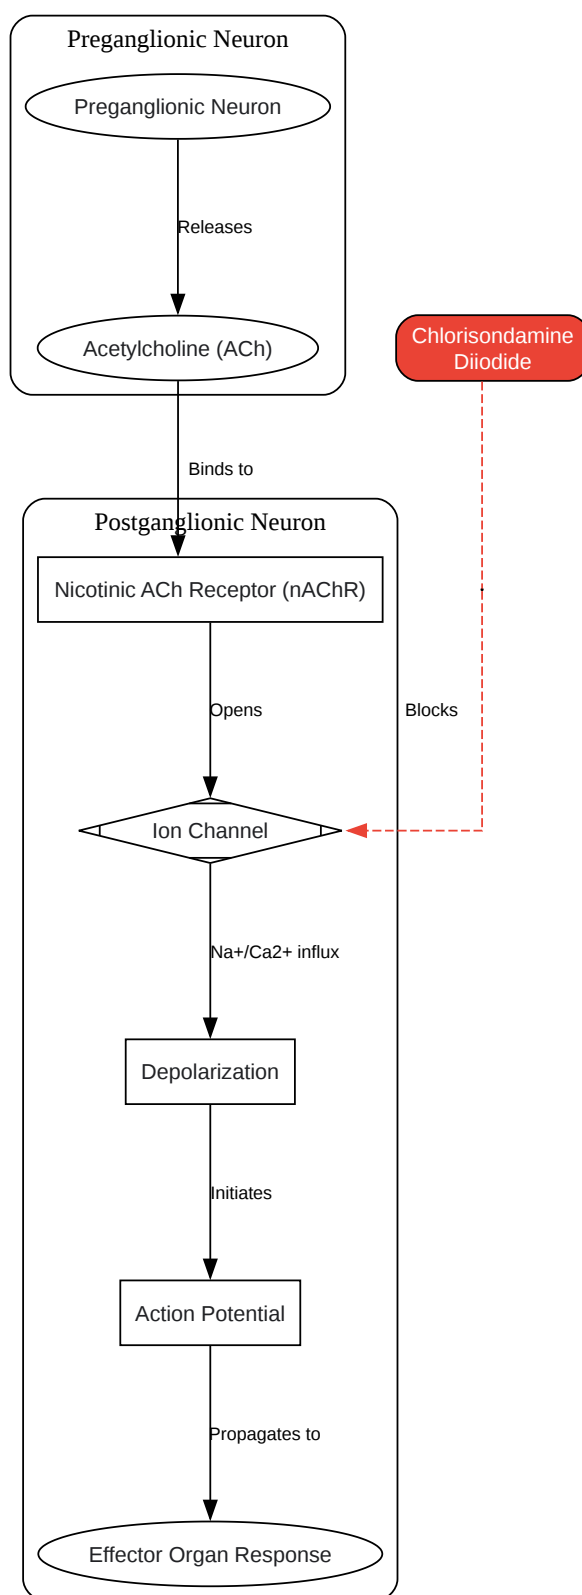 Preganglionic Neuron
Preganglionic Neuron
Releases
Acetylcholine (ACh)
Chlorisondamine
Diiodide
Binds to
Postganglionic Neuron
Nicotinic ACh Receptor (nAChR)
Opens
Blocks
Ion Channel
Na+/Ca2+ influx
Depolarization
Initiates
Action Potential
Propagates to
Effector Organ Response